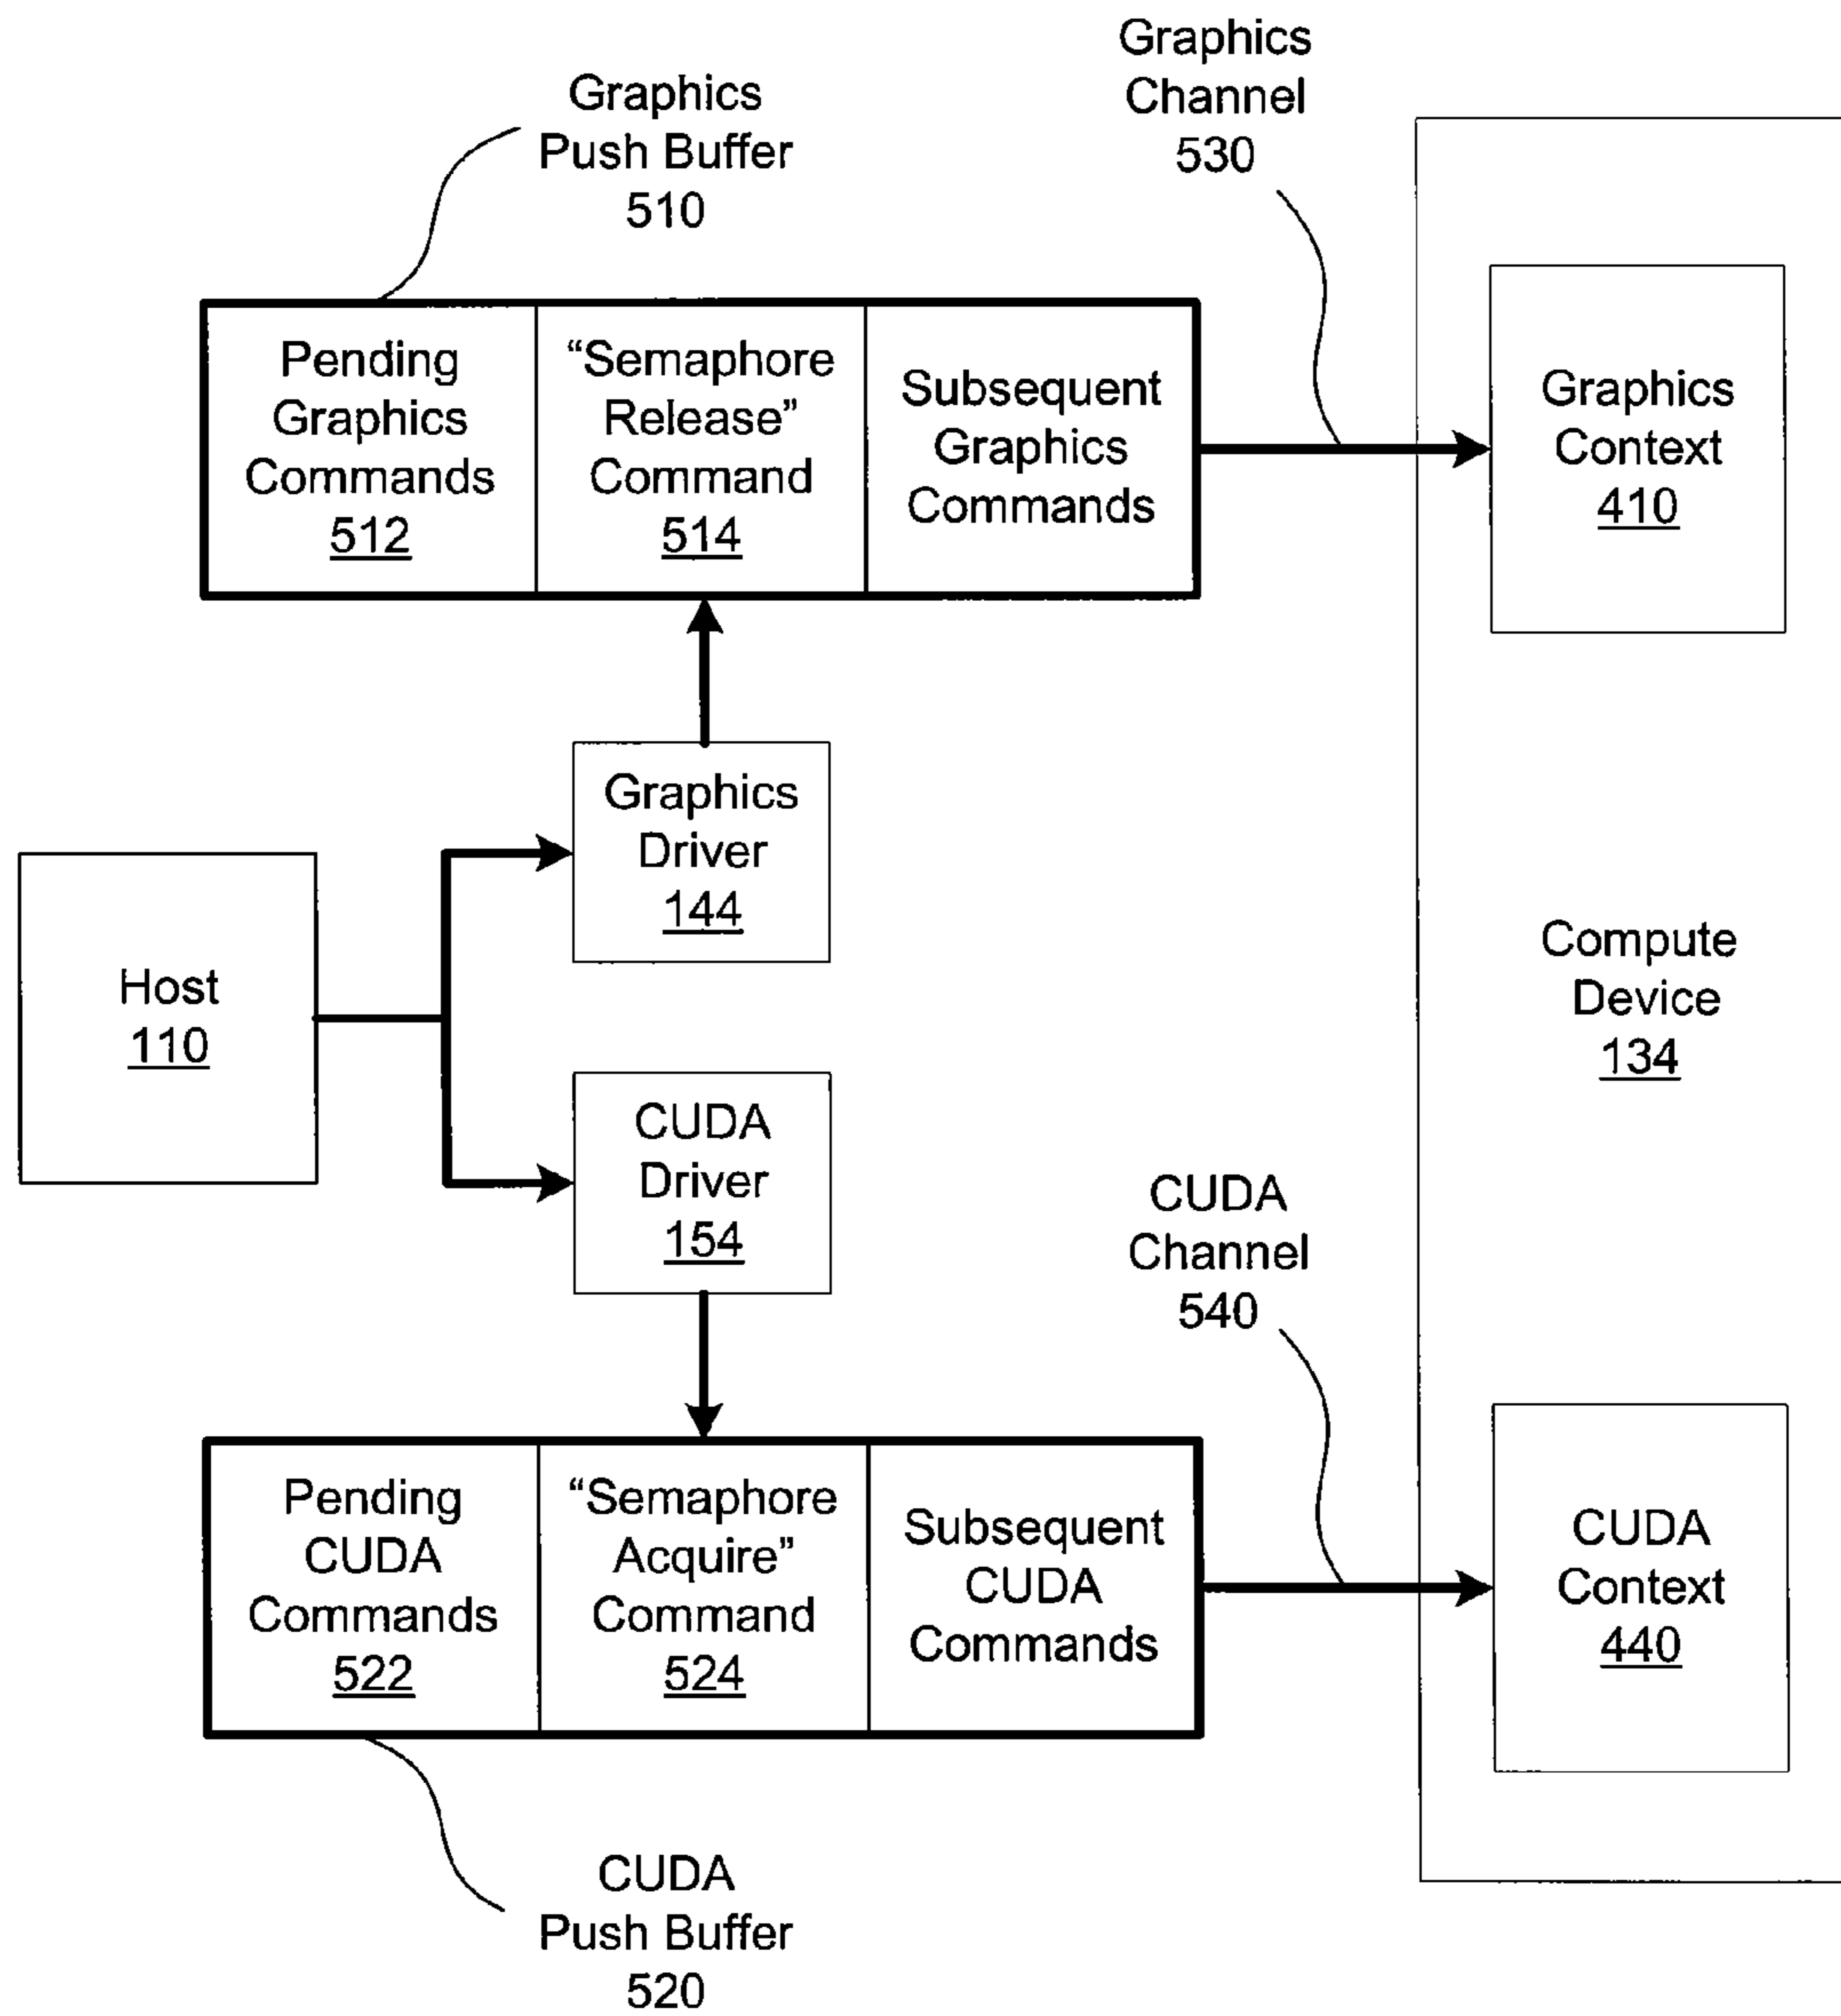 Graphics
Channel
530
Graphics
Push Buffer
510
Pending
Graphics
Commands
512
“Semaphore
Release”
Command
514
Subsequent
Graphics
Commands
Graphics
Context
410
Graphics
Driver
144
Host
110
Compute
Device
134
CUDA
Driver
154
CUDA
Channel
540
Pending
CUDA
Commands
522
“Semaphore
Acquire”
Command
524
Subsequent
CUDA
Commands
CUDA
Context
440
CUDA
Push Buffer
520